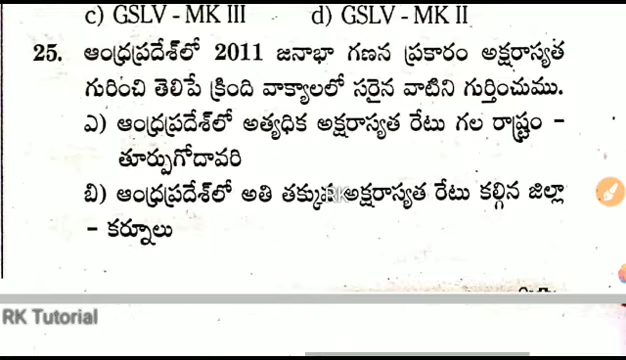 c) GSLV - MK III d) GSLV - MK II
25. ఆంధ్రప్రదేశ్‌లో 2011 జనాభా గణన ప్రకారం అక్షరాస్యత
గురించి తెలిపే క్రింది వాక్యాలలో సరైన వాటిని గుర్తించుము.
ఎ) ఆంధ్రప్రదేశ్‌లో అత్యధిక అక్షరాస్యత రేటు గల రాష్ట్రం -
తూర్పుగోదావరి
బి) ఆంధ్రప్రదేశ్‌లో అతి తక్కువ అక్షరాస్యత రేటు కల్గిన జిల్లా
- కర్నూలు
RK Tutorial